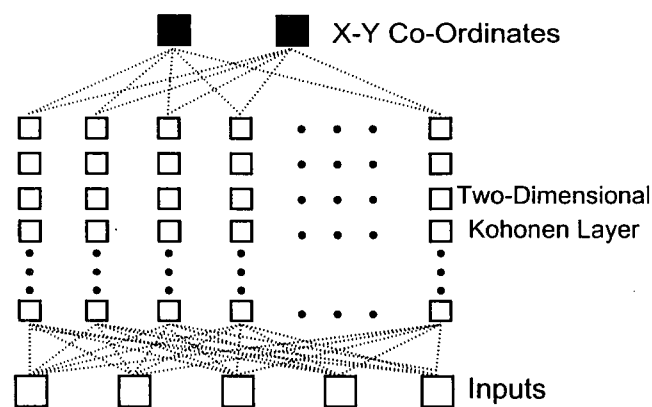 X-Y Co-Ordinates
Two-Dimensional
Kohonen Layer
Inputs